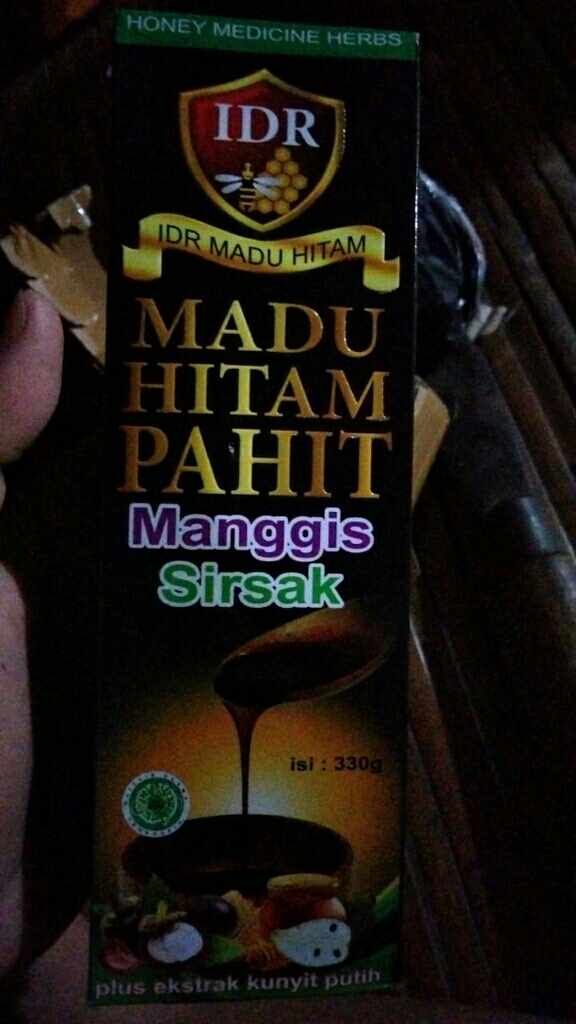 HONEY MEDICINE HERBS
IDR
IDR MADU HITAM
MADU
HITAM
PAHIT
Manggis
Sirsak
isi : 330g
plus ekstrak kunyit putih